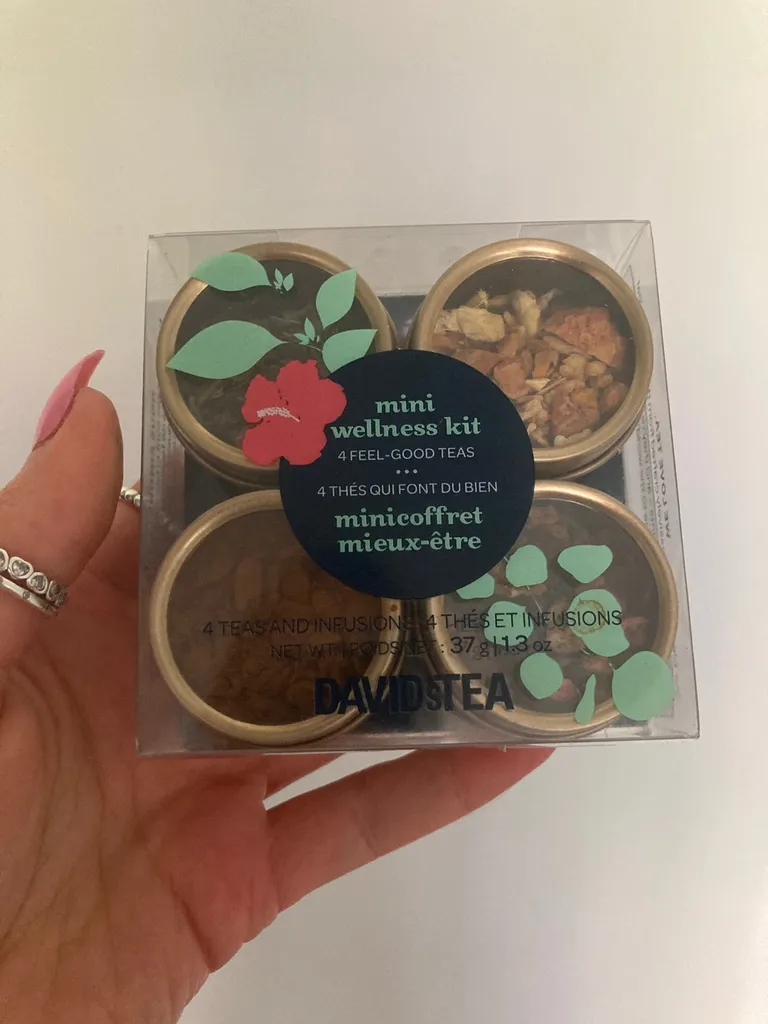 mini
wellness kit
4 FEEL-GOOD TEAS
4 THÉS QUI FONT DU BIEN
minicoffret
mieux-être
4 TEAS AND INFUSIONS 4 THÉS ET INFUSIONS
NET WT. | POIDS NET : 37 g | 1.3 oz
DAVIDsTEA